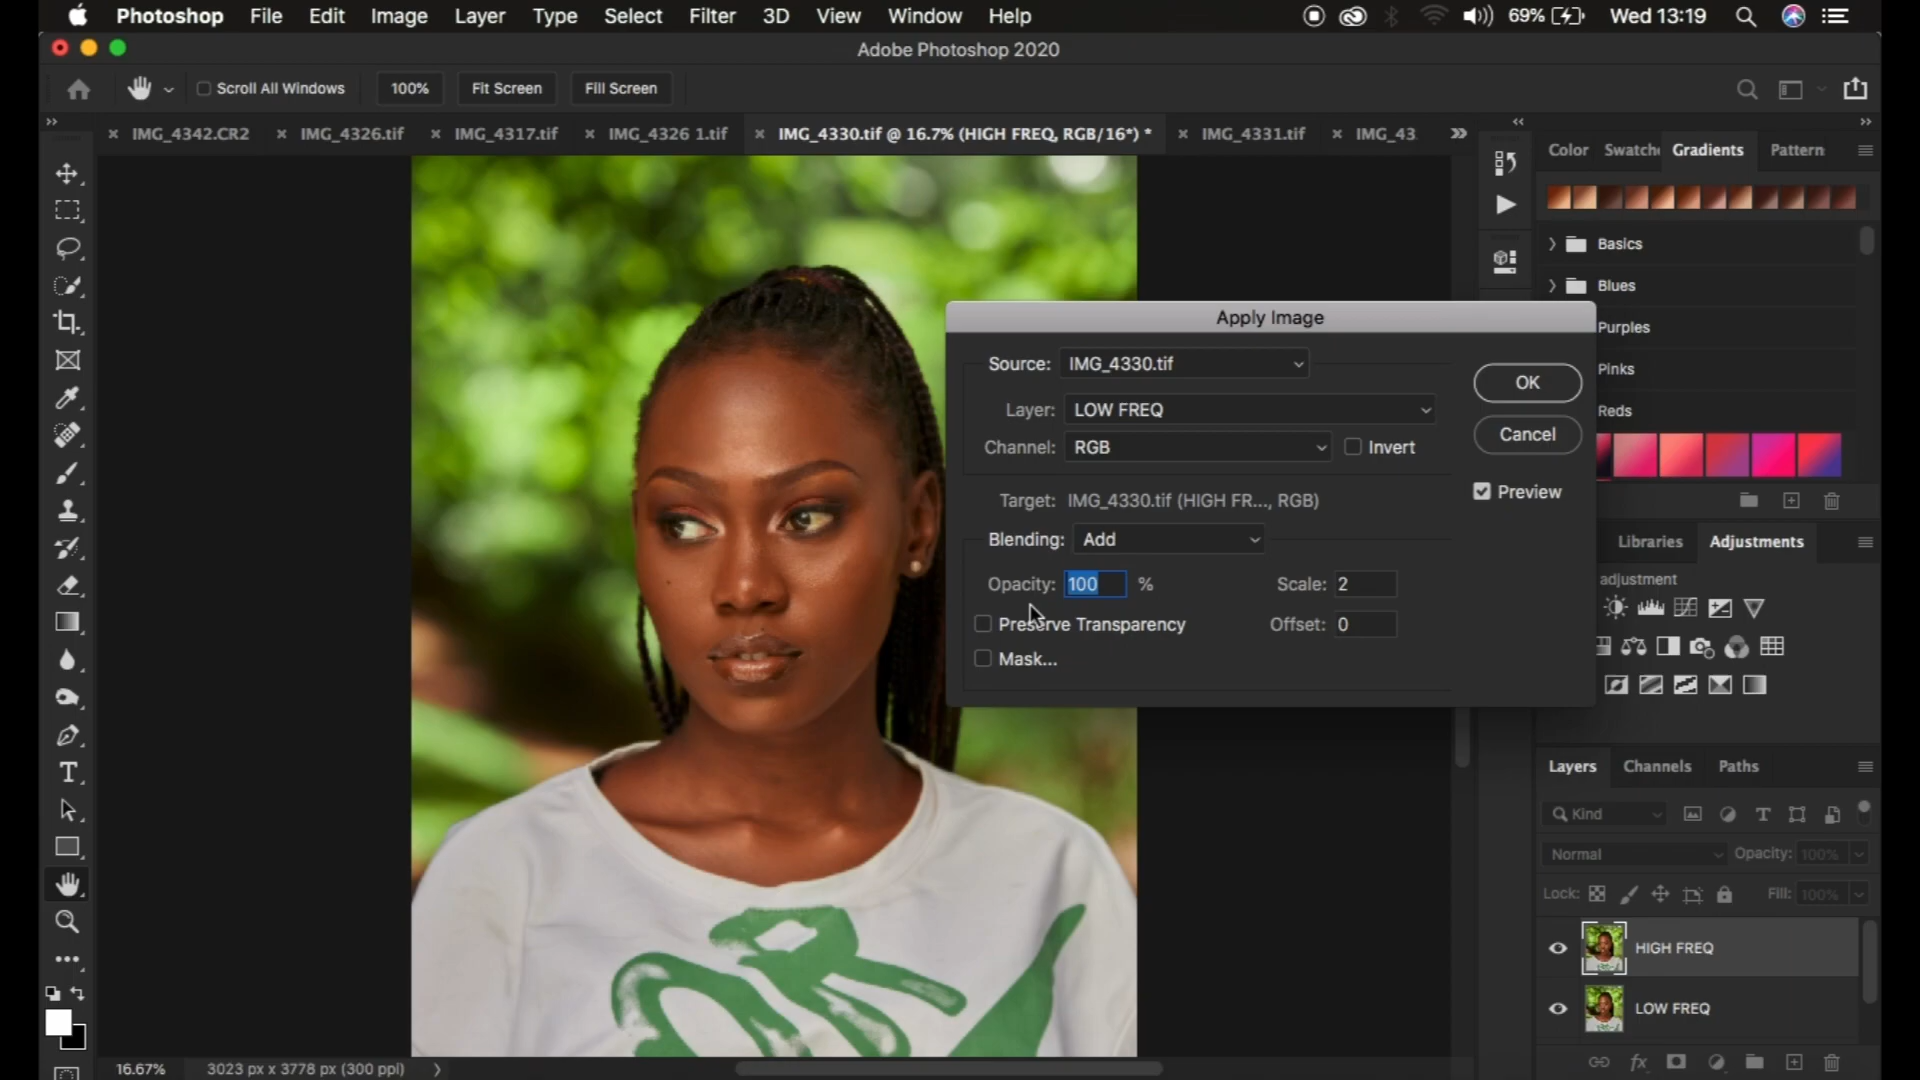 Photoshop File Edit Image Layer Type Select Filter 3D View Window Help 69% Wed 13:19
Adobe Photoshop 2020
Scroll All Windows 100% Fit Screen Fill Screen
IMG_4342.CR2 IMG_4326.tif IMG_4317.tif IMG_4326 1.tif IMG_4330.tif @ 16.7% (HIGH FREQ, RGB/16*) * IMG_4331.tif IMG_43
Color Swatche Gradients Pattern
Basics
Blues
Purples
Pinks
Reds
Apply Image
Source: IMG_4330.tif
Layer: LOW FREQ
Channel: RGB Invert
Target: IMG_4330.tif (HIGH FR..., RGB)
Blending: Add
Opacity: 100 % Scale: 2
Preserve Transparency Offset: 0
Mask...
OK
Cancel
Preview
Libraries Adjustments
adjustment
Layers Channels Paths
Kind
Normal Opacity: 100%
Lock: Fill: 100%
HIGH FREQ
LOW FREQ
fx
16.67% 3023 px x 3778 px (300 ppi)